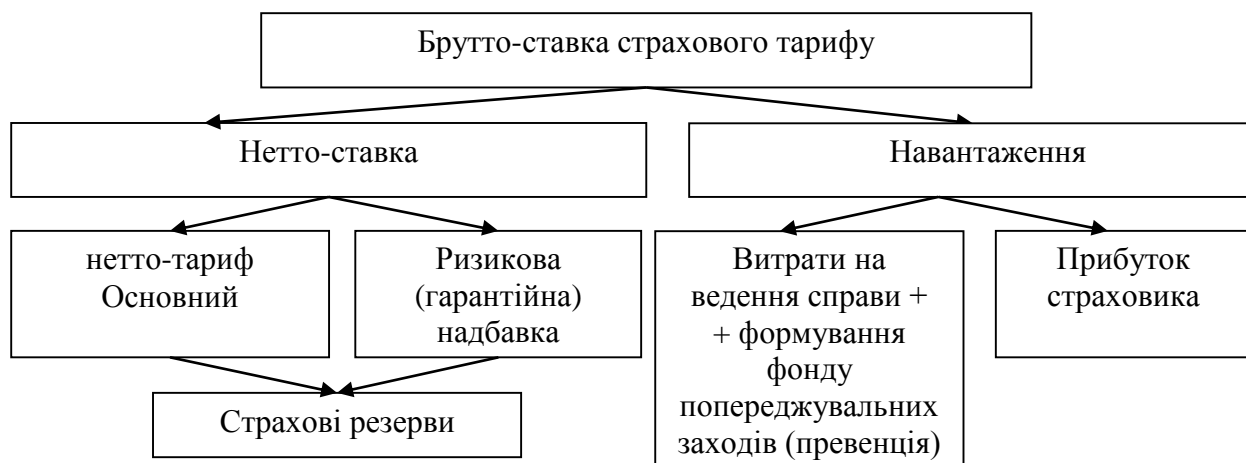 Брутто-ставка страхового тарифу
Нетто-ставка
Навантаження
нетто-тариф
Основний
Ризикова
(гарантійна)
надбавка
Витрати на
ведення справи +
+ формування
фонду
попереджувальних
заходів (превенція)
Прибуток
страховика
Страхові резерви